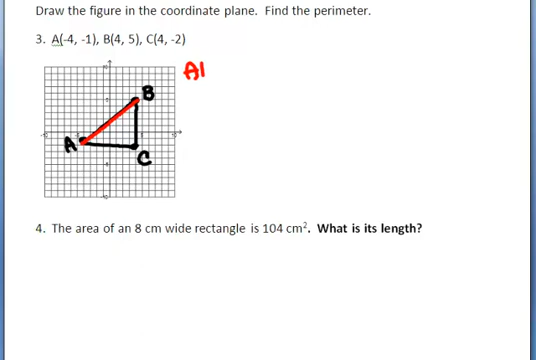 Draw the figure in the coordinate plane. Find the perimeter.
3. A(-4, -1), B(4, 5), C(4, -2)
AI
B
A
C
4. The area of an 8 cm wide rectangle is 104 cm². What is its length?